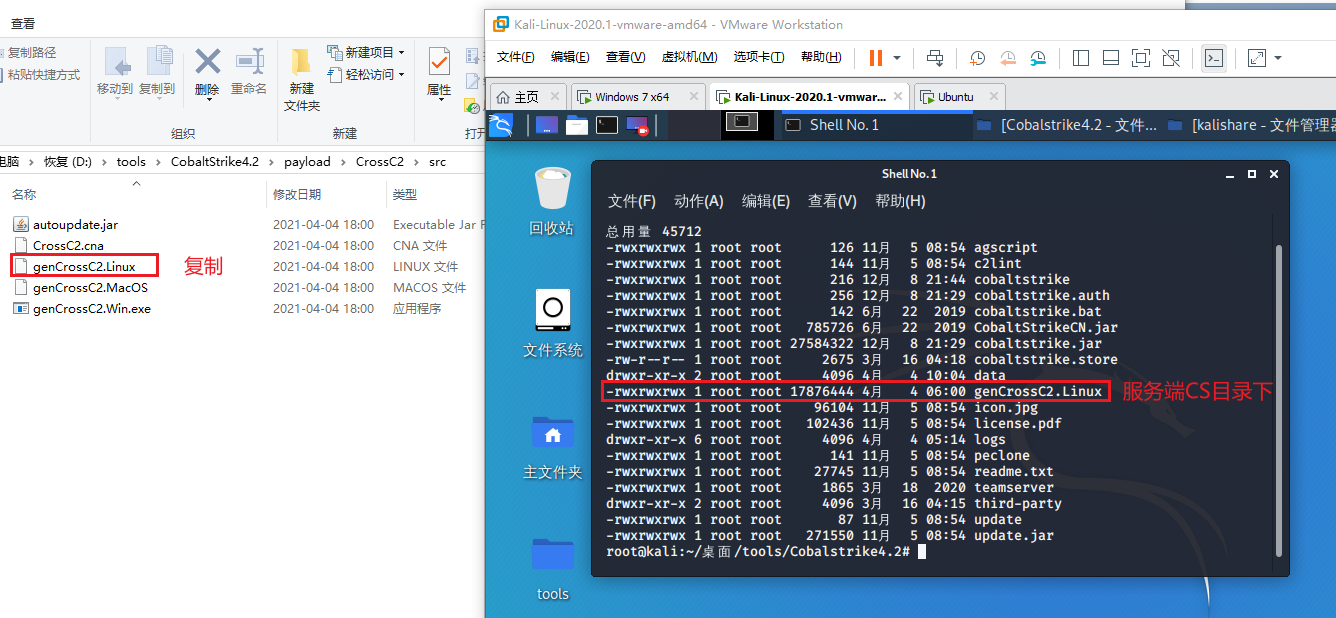 查看
复制路径
粘贴快捷方式
移动到
复制到
删除
重命名
新建
文件夹
新建项目
轻松访问
属性
打开
组织
新建
电脑 › 恢复 (D:) › tools › CobaltStrike4.2 › payload › CrossC2 › src
名称 修改日期 类型
autoupdate.jar 2021-04-04 18:00 Executable Jar F
CrossC2.cna 2021-04-04 18:00 CNA 文件
genCrossC2.Linux 2021-04-04 18:00 LINUX 文件
genCrossC2.MacOS 2021-04-04 18:00 MACOS 文件
genCrossC2.Win.exe 2021-04-04 18:00 应用程序
复制
Kali-Linux-2020.1-vmware-amd64 - VMware Workstation
文件(F) 编辑(E) 查看(V) 虚拟机(M) 选项卡(T) 帮助(H)
主页 Windows 7 x64 Kali-Linux-2020.1-vmwar... Ubuntu
Shell No. 1 [Cobalstrike4.2 - 文件... [kalishare - 文件管理器
回收站
文件系统
主文件夹
tools
Shell No. 1
文件(F) 动作(A) 编辑(E) 查看(V) 帮助(H)
总用量 45712
-rwxrwxrwx 1 root root 126 11月 5 08:54 agscript
-rwxrwxrwx 1 root root 144 11月 5 08:54 c2lint
-rwxrwxrwx 1 root root 216 12月 8 21:44 cobaltstrike
-rwxrwxrwx 1 root root 256 12月 8 21:29 cobaltstrike.auth
-rwxrwxrwx 1 root root 142 6月 22 2019 cobaltstrike.bat
-rwxrwxrwx 1 root root 785726 6月 22 2019 CobaltStrikeCN.jar
-rwxrwxrwx 1 root root 27584322 12月 8 21:29 cobaltstrike.jar
-rw-r--r-- 1 root root 2675 3月 16 04:18 cobaltstrike.store
drwxr-xr-x 2 root root 4096 4月 4 10:04 data
-rwxrwxrwx 1 root root 17876444 4月 4 06:00 genCrossC2.Linux
-rwxrwxrwx 1 root root 96104 11月 5 08:54 icon.jpg
-rwxrwxrwx 1 root root 102436 11月 5 08:54 license.pdf
drwxr-xr-x 6 root root 4096 4月 4 05:14 logs
-rwxrwxrwx 1 root root 141 11月 5 08:54 peclone
-rwxrwxrwx 1 root root 27745 11月 5 08:54 readme.txt
-rwxrwxrwx 1 root root 1865 3月 18 2020 teamserver
drwxr-xr-x 2 root root 4096 3月 16 04:15 third-party
-rwxrwxrwx 1 root root 87 11月 5 08:54 update
-rwxrwxrwx 1 root root 271550 11月 5 08:54 update.jar
root@kali:~/桌面/tools/Cobalstrike4.2#
服务端CS目录下